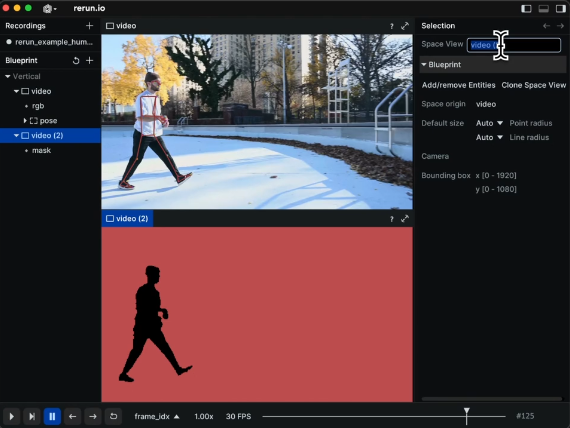 rerun.io
Recordings
rerun_example_hum...
Blueprint
Vertical
video
rgb
pose
video (2)
mask
video
?
video (2)
?
Selection
Space View
video (
Blueprint
Add/remove Entities Clone Space View
Space origin video
Default size Auto Point radius
Auto Line radius
Camera
Bounding box x [0 - 1920]
y [0 - 1080]
frame_idx 1.00x 30 FPS #125